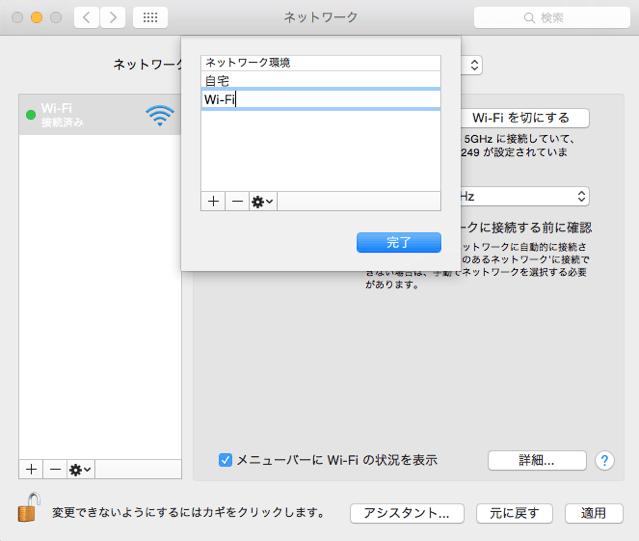 ネットワーク
検索
ネットワーク
ネットワーク環境
自宅
Wi-Fi
Wi-Fi
接続済み
Wi-Fi を切にする
5GHz に接続していて、
249 が設定されていま
Hz
完了
ークに接続する前に確認
ットワークに自動的に接続さ
のあるネットワーク'に接続で
きない場合は、手動でネットワークを選択する必要
があります。
メニューバーに Wi-Fi の状況を表示
詳細...
?
変更できないようにするにはカギをクリックします。
アシスタント...
元に戻す
適用